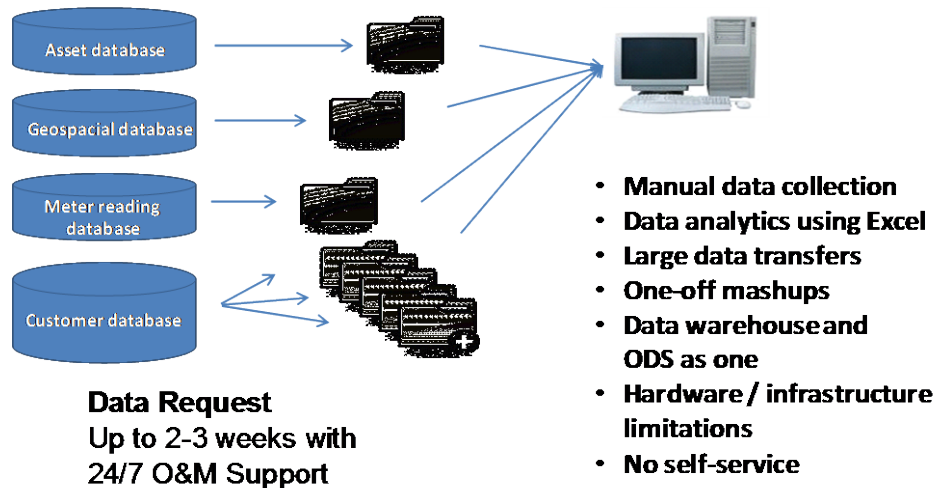 Asset database
Geospacial database
Meter reading
database
Customer database
Data Request
Up to 2-3 weeks with
24/7 O&M Support
• Manual data collection
• Data analytics using Excel
• Large data transfers
• One-off mashups
• Data warehouse and
ODS as one
• Hardware / infrastructure
limitations
• No self-service